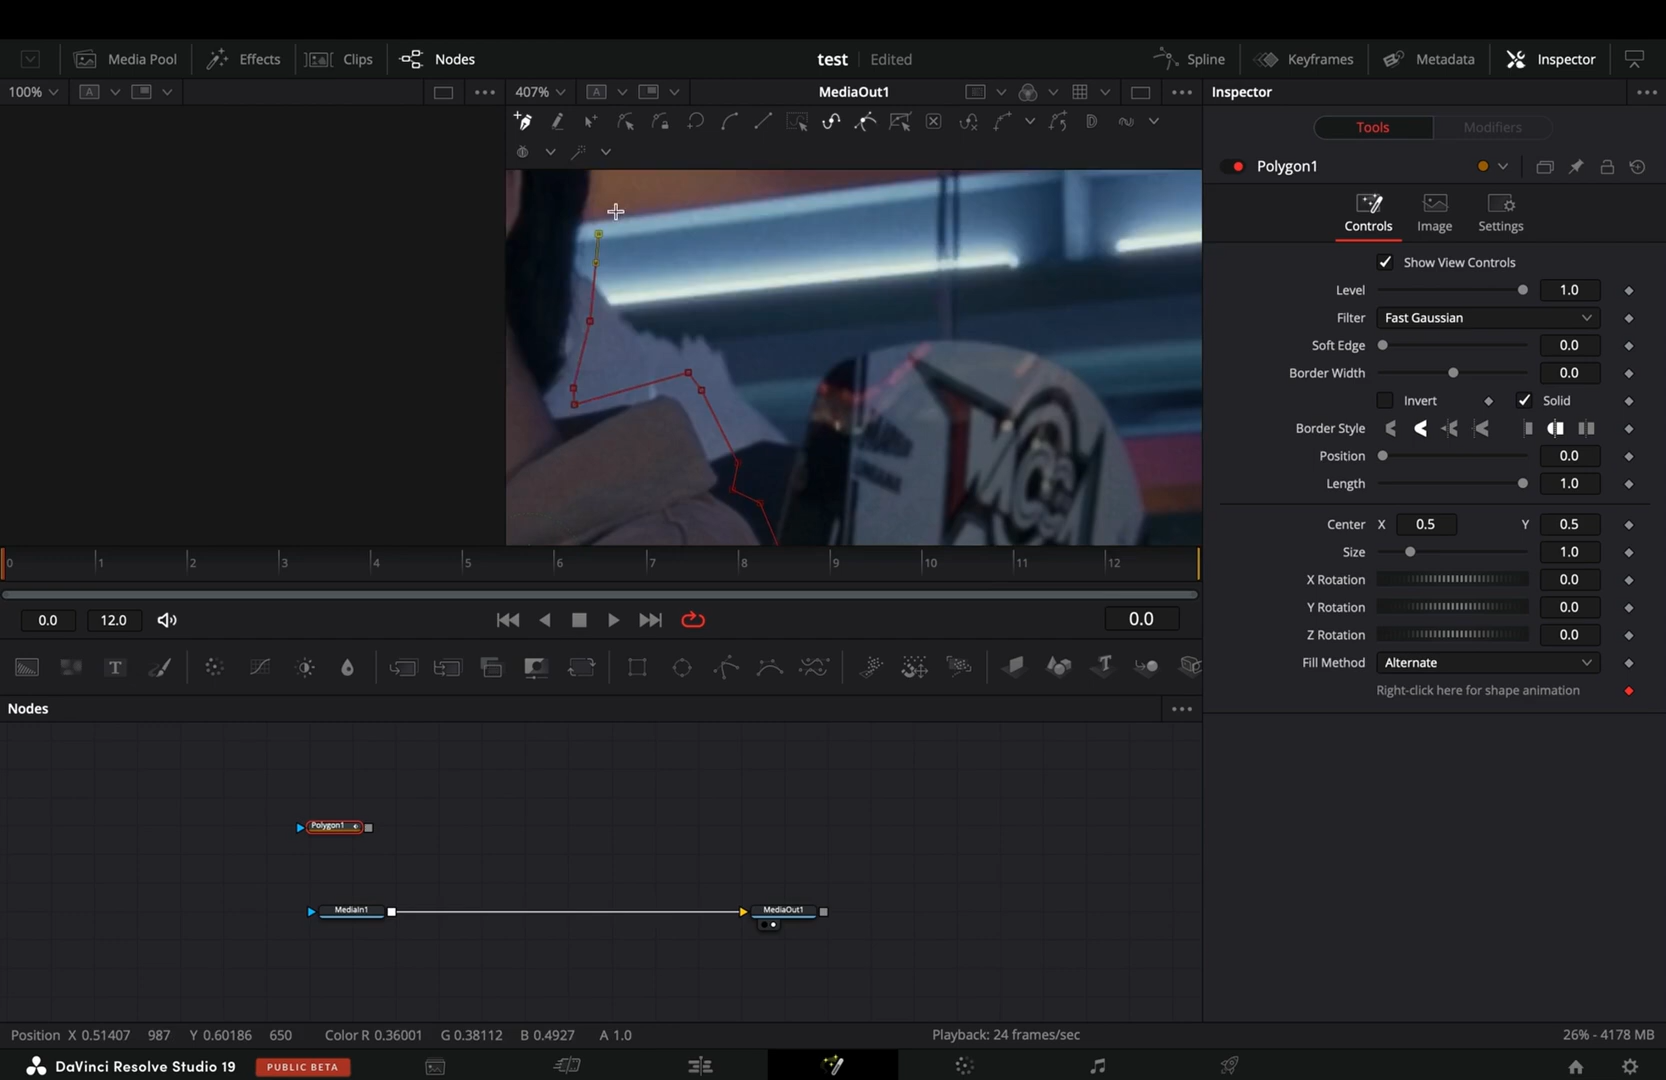 Media Pool Effects Clips Nodes test Edited Spline Keyframes Metadata Inspector
100% A 407% A MediaOut1 Inspector
Tools Modifiers
Polygon1
Controls Image Settings
Show View Controls
Level 1.0
Filter Fast Gaussian
Soft Edge 0.0
Border Width 0.0
Invert Solid
Border Style
Position 0.0
Length 1.0
Center X 0.5 Y 0.5
Size 1.0
X Rotation 0.0
Y Rotation 0.0
Z Rotation 0.0
Fill Method Alternate
Right-click here for shape animation
0 1 2 3 4 5 6 7 8 9 10 11 12
0.0 12.0 0.0
T
Nodes
Polygon1
MediaIn1 MediaOut1
Position X 0.51407 987 Y 0.60186 650 Color R 0.36001 G 0.38112 B 0.4927 A 1.0 Playback: 24 frames/sec 26% - 4178 MB
DaVinci Resolve Studio 19 PUBLIC BETA